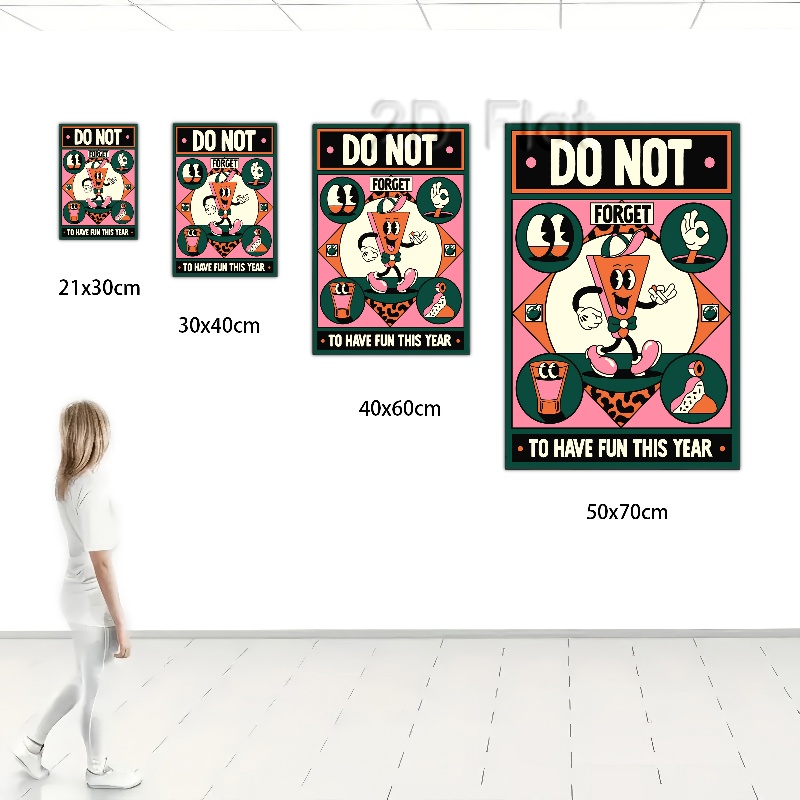 2D Flat
DO NOT
FORGET
TO HAVE FUN THIS YEAR
21x30cm
DO NOT
FORGET
TO HAVE FUN THIS YEAR
30x40cm
DO NOT
FORGET
TO HAVE FUN THIS YEAR
40x60cm
DO NOT
FORGET
TO HAVE FUN THIS YEAR
50x70cm